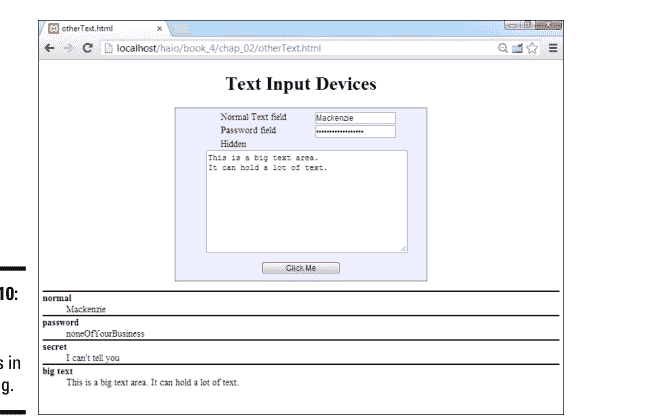 otherText.html
localhost/haio/book_4/chap_02/otherText.html
Text Input Devices
Normal Text field
Mackenzie
Password field
•••••••••••••••••
Hidden
This is a big text area.
It can hold a lot of text.
Click Me
10:
normal
Mackenzie
password
noneOfYourBusiness
secret
I can't tell you
s in
big text
g.
This is a big text area. It can hold a lot of text.